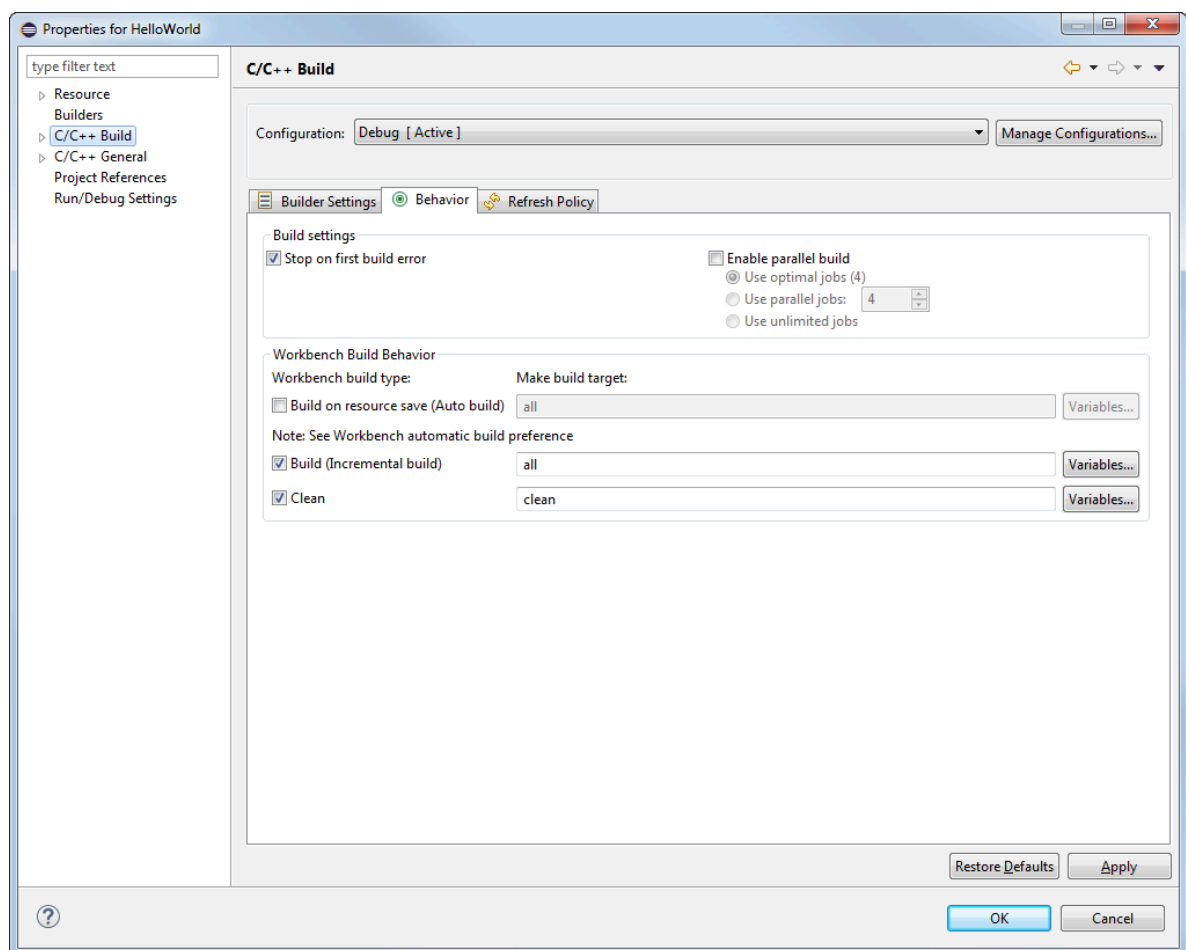 Properties for HelloWorld
type filter text
Resource
Builders
C/C++ Build
C/C++ General
Project References
Run/Debug Settings
C/C++ Build
Configuration: Debug [ Active ] Manage Configurations...
Builder Settings Behavior Refresh Policy
Build settings
Stop on first build error Enable parallel build
Use optimal jobs (4)
Use parallel jobs: 4
Use unlimited jobs
Workbench Build Behavior
Workbench build type: Make build target:
Build on resource save (Auto build) all Variables...
Note: See Workbench automatic build preference
Build (Incremental build) all Variables...
Clean clean Variables...
Restore Defaults Apply
? OK Cancel